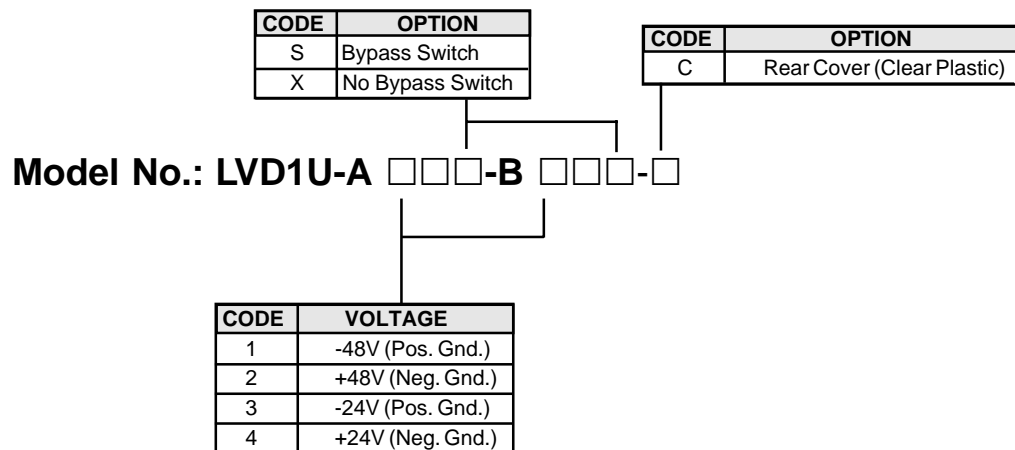 CODE OPTION
S Bypass Switch
X No Bypass Switch
CODE OPTION
C Rear Cover (Clear Plastic)
Model No.: LVD1U-A □□□-B □□□-□
CODE VOLTAGE
1 -48V (Pos. Gnd.)
2 +48V (Neg. Gnd.)
3 -24V (Pos. Gnd.)
4 +24V (Neg. Gnd.)